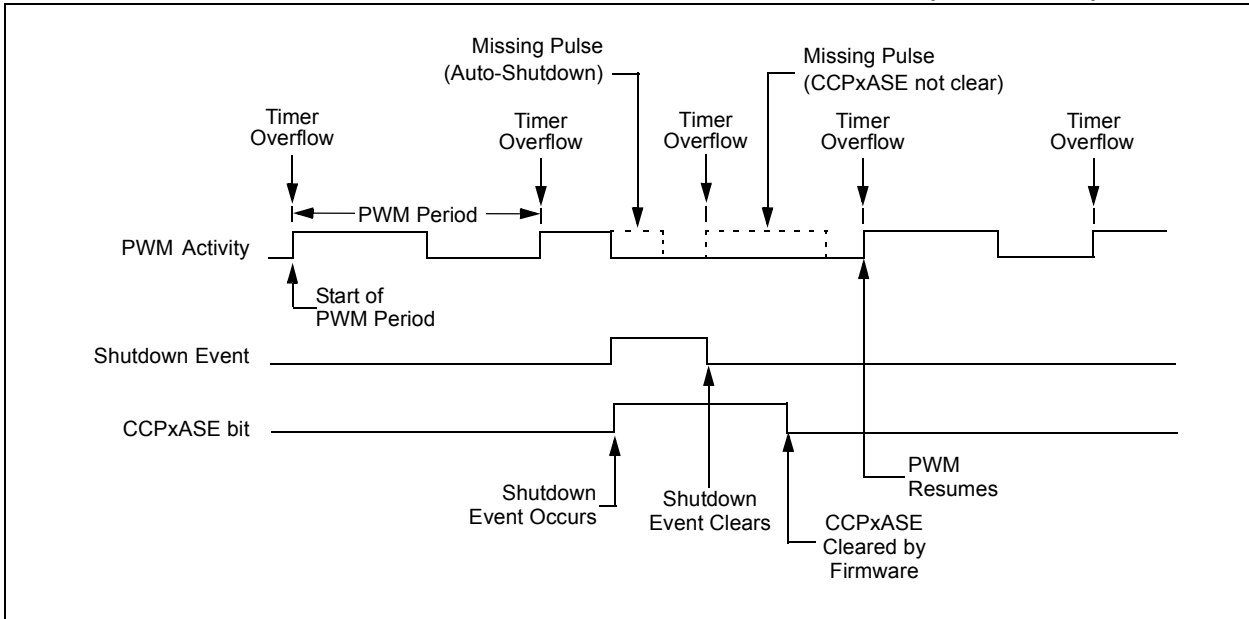 Missing Pulse
(Auto-Shutdown)
Missing Pulse
(CCPxASE not clear)
Timer
Overflow
Timer
Overflow
Timer
Overflow
Timer
Overflow
Timer
Overflow
PWM Period
PWM Activity
Start of
PWM Period
Shutdown Event
CCPxASE bit
Shutdown
Event Occurs
Shutdown
Event Clears
PWM
Resumes
CCPxASE
Cleared by
Firmware